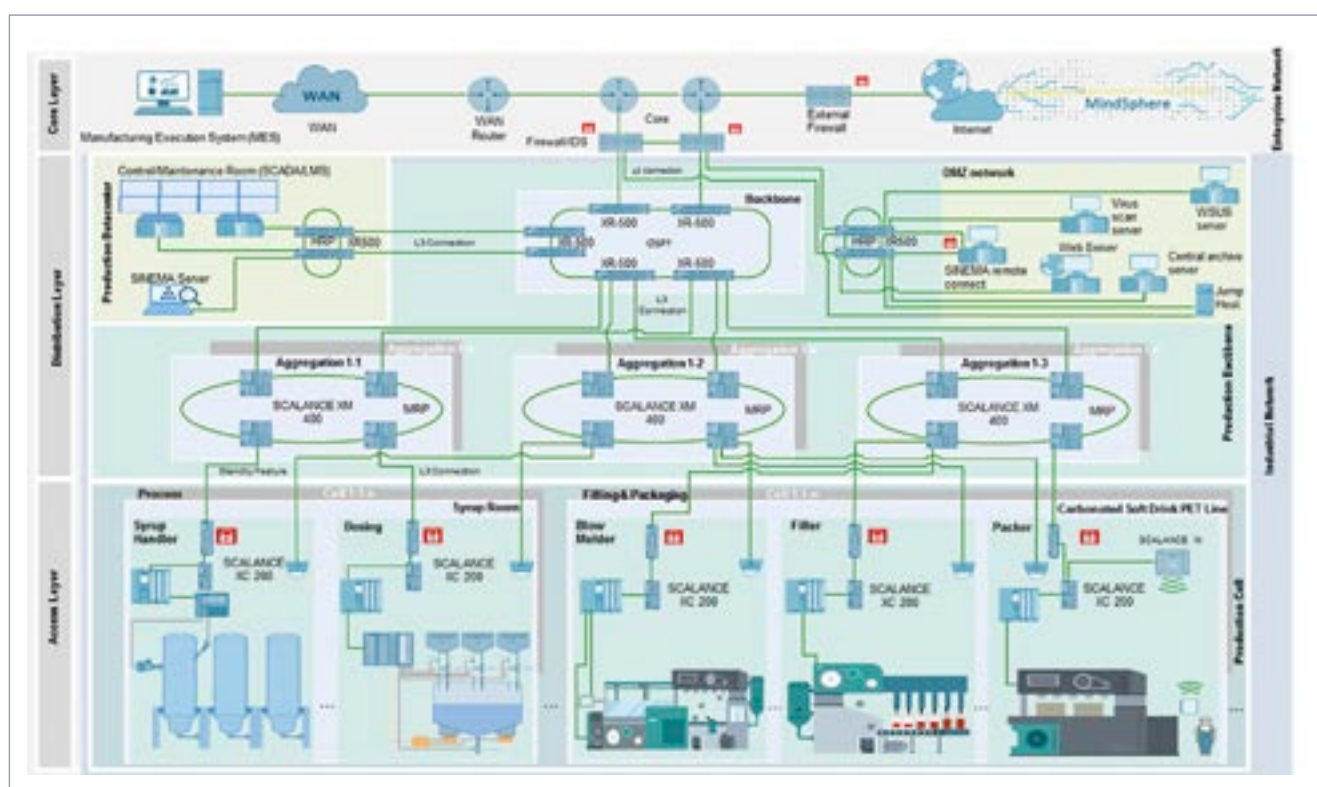 Core Layer
Enterprise Network
WAN
Manufacturing Execution System (MES)
WAN
WAN
Router
Core
External
Firewall
Internet
MindSphere
Firewall/IDS
Distribution Layer
Production Datacenter
Control/Maintenance Room (SCADA/LMS)
MRP
XR500
L3 Connection
SINEMA Server
L3 Connection
Backbone
XR-500
XR-500
XR-500
XR-500
XR-500
L3
Connection
DMZ network
MRP
XR500
Virus
scan
server
WSUS
server
SINEMA remote
connect
Web Server
Central archive
server
Jump
Host
Production Backbone
Industrial Network
Aggregation 1-1
SCALANCE XM
400
MRP
Aggregation 1-2
SCALANCE XM
400
MRP
Aggregation 1-3
SCALANCE XM
400
MRP
Standby Feature
L3 Connection
Access Layer
Process
Syrup Room
Syrup
Handler
SCALANCE
XC 200
Dosing
SCALANCE
XC 200
Filling & Packaging
Carbonated Soft Drink PET Line
Blow
Molder
SCALANCE
XC 200
Filler
SCALANCE
XC 200
Packer
SCALANCE
XC 200
SCALANCE W
Production Cell
...
...
...
...
...